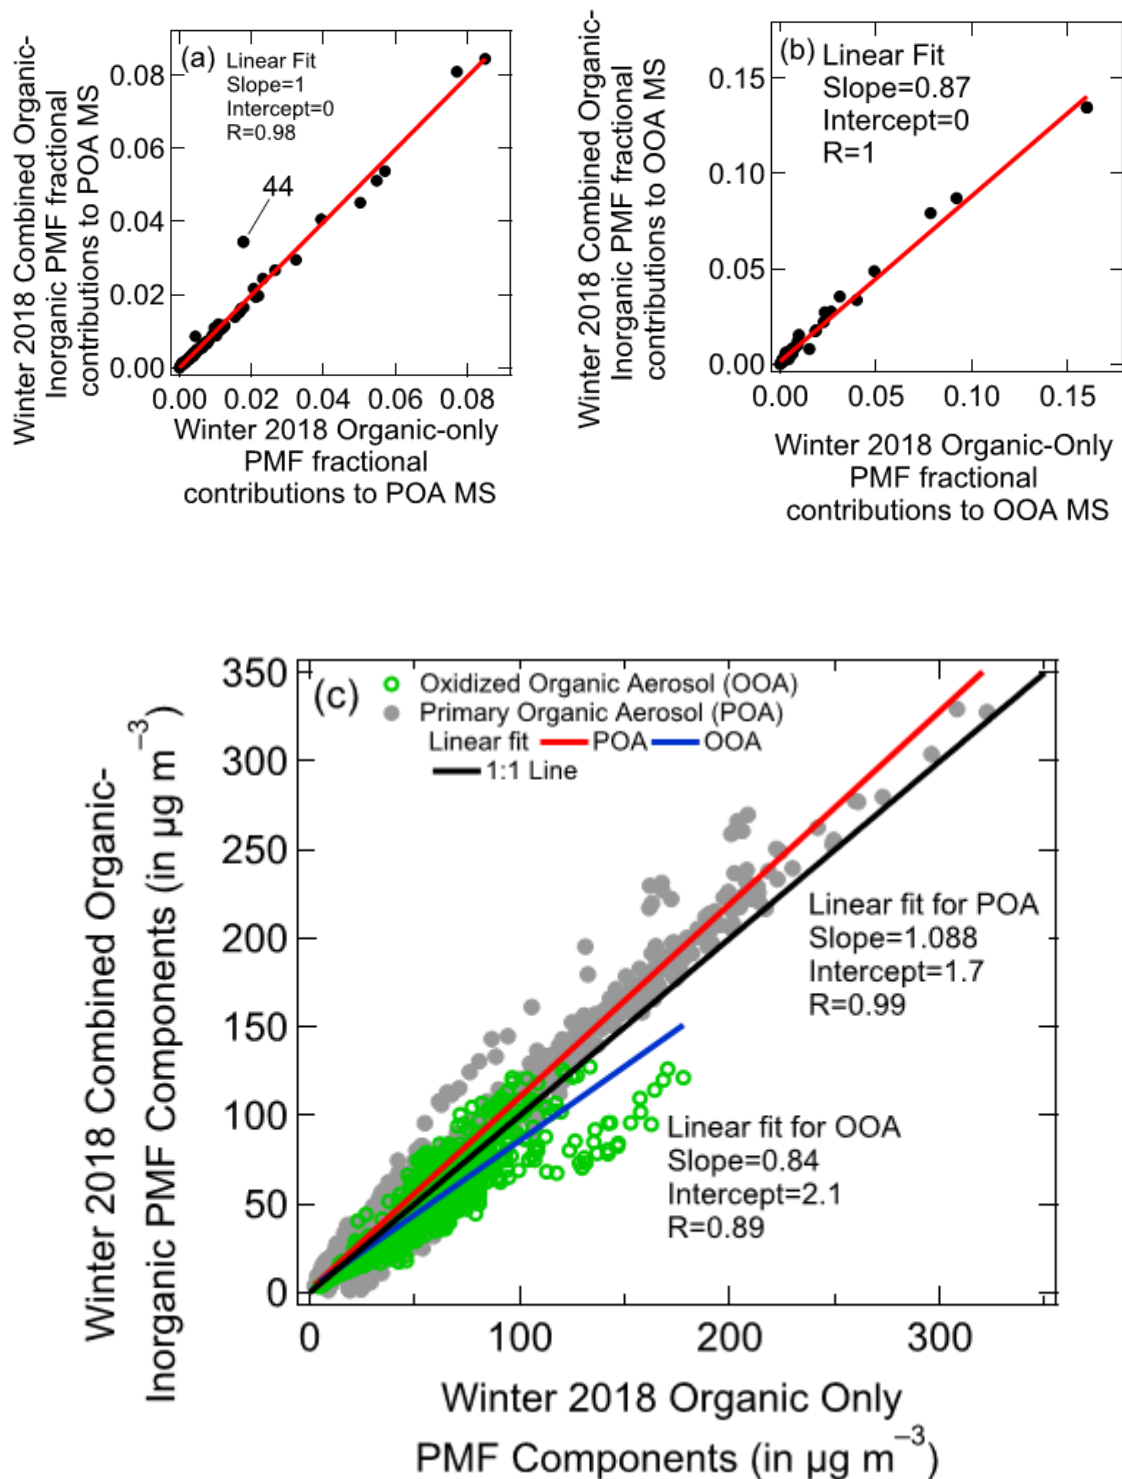 Winter 2018 Combined Organic-
Inorganic PMF fractional
contributions to POA MS
(a)
Linear Fit
Slope=1
Intercept=0
R=0.98
44
0.08
0.06
0.04
0.02
0.00
0.00 0.02 0.04 0.06 0.08
Winter 2018 Organic-only
PMF fractional
contributions to POA MS
Winter 2018 Combined Organic-
Inorganic PMF fractional
contributions to OOA MS
(b)
Linear Fit
Slope=0.87
Intercept=0
R=1
0.15
0.10
0.05
0.00
0.00 0.05 0.10 0.15
Winter 2018 Organic-Only
PMF fractional
contributions to OOA MS
Winter 2018 Combined Organic-
Inorganic PMF Components (in µg m⁻³)
(c)
Oxidized Organic Aerosol (OOA)
Primary Organic Aerosol (POA)
Linear fit POA OOA
1:1 Line
350
300
250
200
150
100
50
0
Linear fit for POA
Slope=1.088
Intercept=1.7
R=0.99
Linear fit for OOA
Slope=0.84
Intercept=2.1
R=0.89
0 100 200 300
Winter 2018 Organic Only
PMF Components (in µg m⁻³)